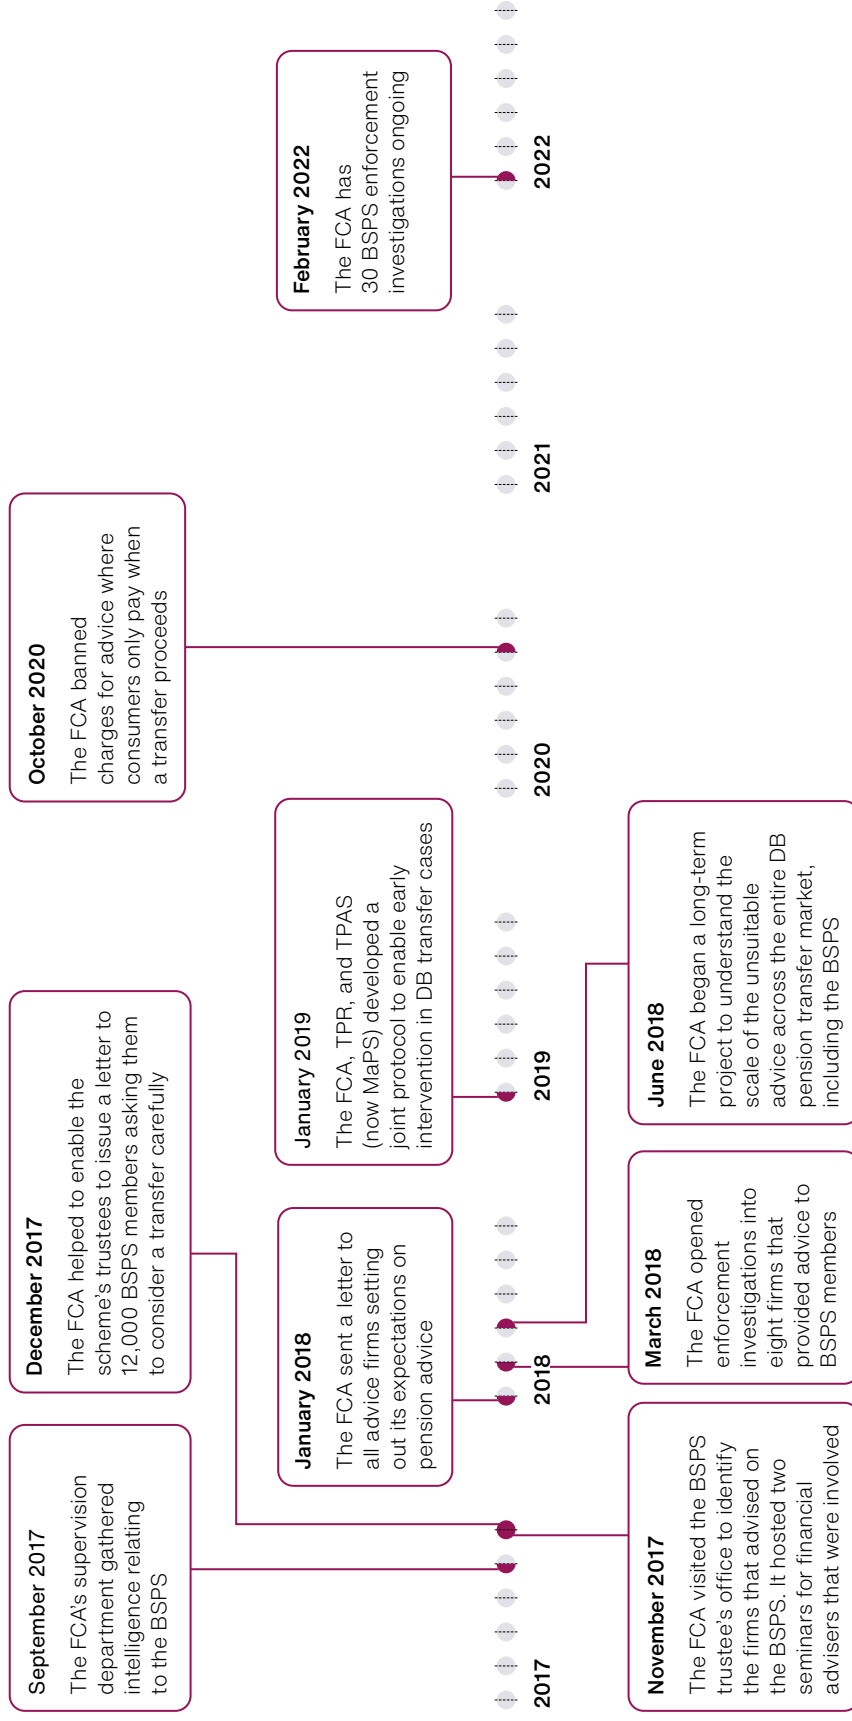 September 2017
The FCA's supervision
department gathered
intelligence relating
to the BSPS
December 2017
The FCA helped to enable the
scheme's trustees to issue a letter to
12,000 BSPS members asking them
to consider a transfer carefully
October 2020
The FCA banned
charges for advice where
consumers only pay when
a transfer proceeds
January 2018
The FCA sent a letter to
all advice firms setting
out its expectations on
pension advice
January 2019
The FCA, TPR, and TPAS
(now MaPS) developed a
joint protocol to enable early
intervention in DB transfer cases
February 2022
The FCA has
30 BSPS enforcement
investigations ongoing
2017
2018
2019
2020
2021
2022
November 2017
The FCA visited the BSPS
trustee's office to identify
the firms that advised on
the BSPS. It hosted two
seminars for financial
advisers that were involved
March 2018
The FCA opened
enforcement
investigations into
eight firms that
provided advice to
BSPS members
June 2018
The FCA began a long-term
project to understand the
scale of the unsuitable
advice across the entire DB
pension transfer market,
including the BSPS